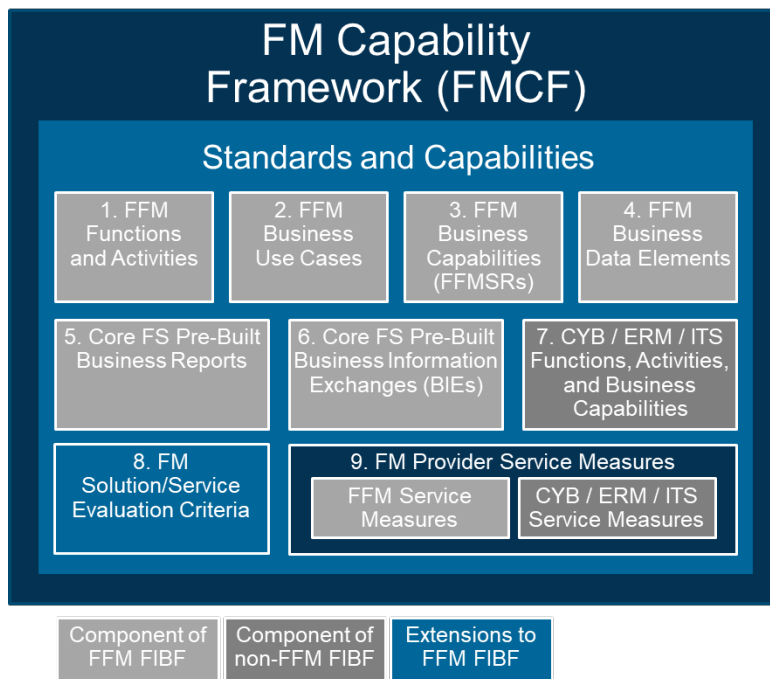 FM Capability
Framework (FMCF)
Standards and Capabilities
1. FFM
Functions
and Activities
2. FFM
Business
Use Cases
3. FFM
Business
Capabilities
(FFMSRs)
4. FFM
Business
Data Elements
5. Core FS Pre-Built
Business Reports
6. Core FS Pre-Built
Business Information
Exchanges (BIEs)
7. CYB / ERM / ITS
Functions, Activities,
and Business
Capabilities
8. FM
Solution/Service
Evaluation Criteria
9. FM Provider Service Measures
FFM Service
Measures
CYB / ERM / ITS
Service Measures
Component of
FFM FIBF
Component of
non-FFM FIBF
Extensions to
FFM FIBF